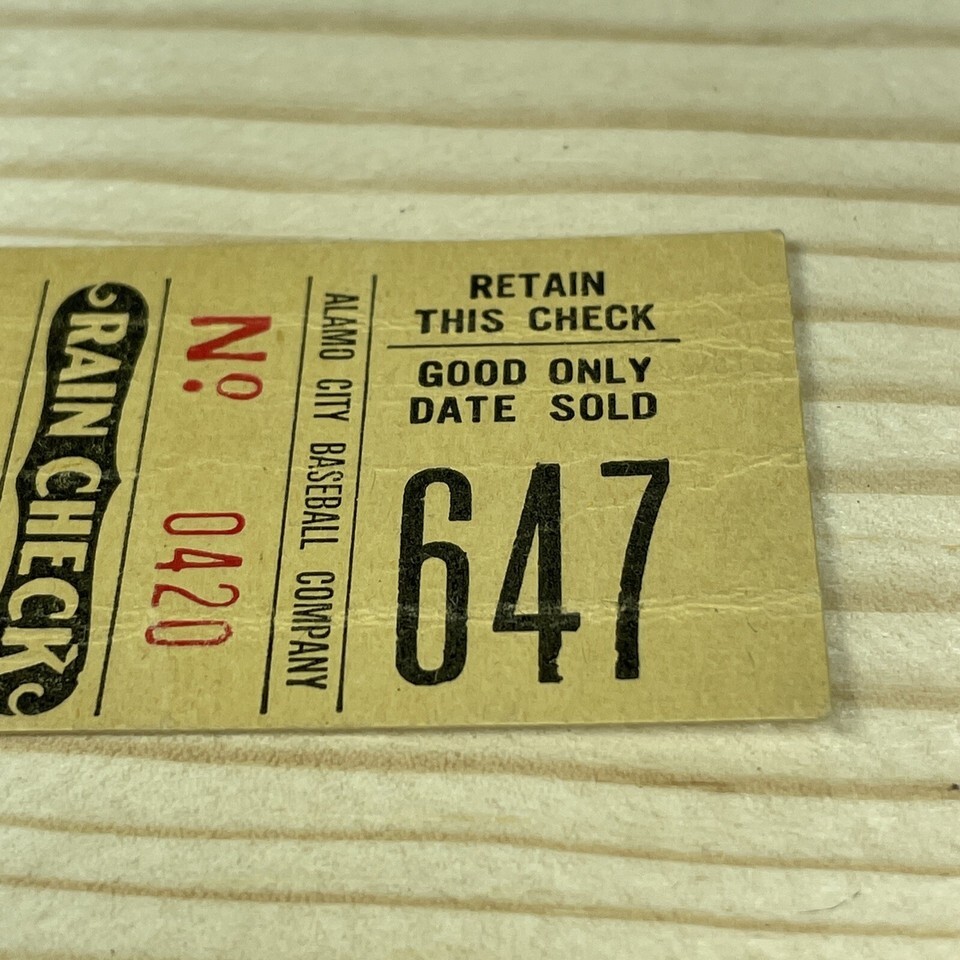 RAIN CHECK
Nº. 0420
ALAMO CITY BASEBALL COMPANY
RETAIN
THIS CHECK
GOOD ONLY
DATE SOLD
647